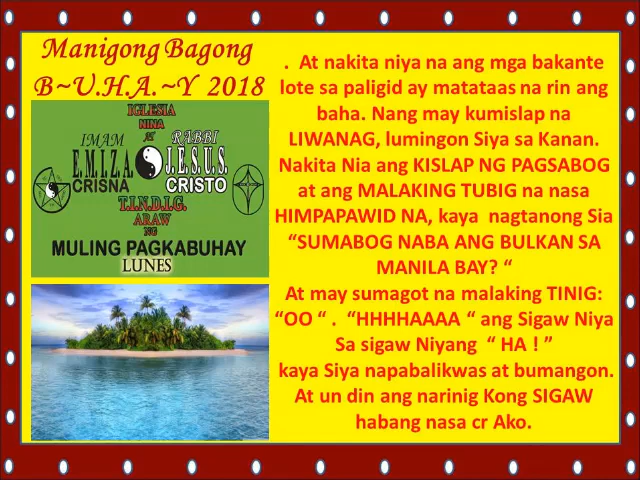 Manigong Bagong
B~U.H.A.~Y 2018
IGLESIA
NINA
IMAM & RABBI
E.M.I.Z.A. J.E.S.U.S.
CRISNA CRISTO
T.I.N.D.I.G.
ARAW
NG
MULING PAGKABUHAY
LUNES
. At nakita niya na ang mga bakante
lote sa paligid ay matataas na rin ang
baha. Nang may kumislap na
LIWANAG, lumingon Siya sa Kanan.
Nakita Nia ang KISLAP NG PAGSABOG
at ang MALAKING TUBIG na nasa
HIMPAPAWID NA, kaya nagtanong Sia
“SUMABOG NABA ANG BULKAN SA
MANILA BAY? “
At may sumagot na malaking TINIG:
“OO “ . “HHHHAAAA “ ang Sigaw Niya
Sa sigaw Niyang “ HA ! ”
kaya Siya napabalikwas at bumangon.
At un din ang narinig Kong SIGAW
habang nasa cr Ako.